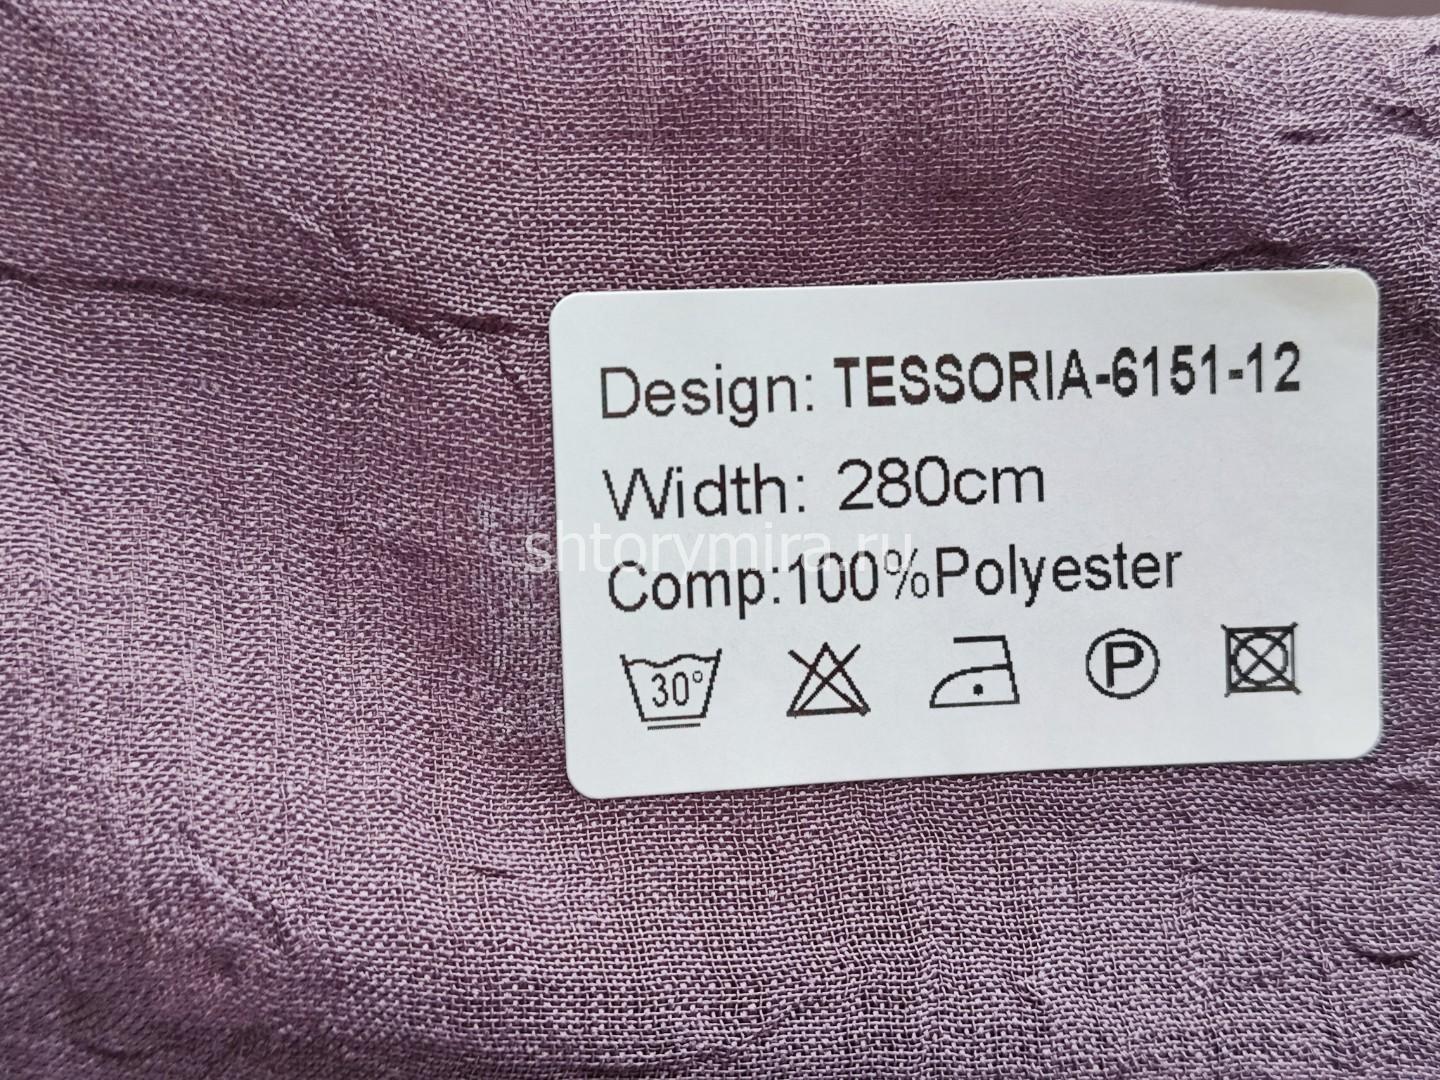 Design: TESSORIA-6151-12
Width: 280cm
shtorymira.ru
Comp:100%Polyester
30° P